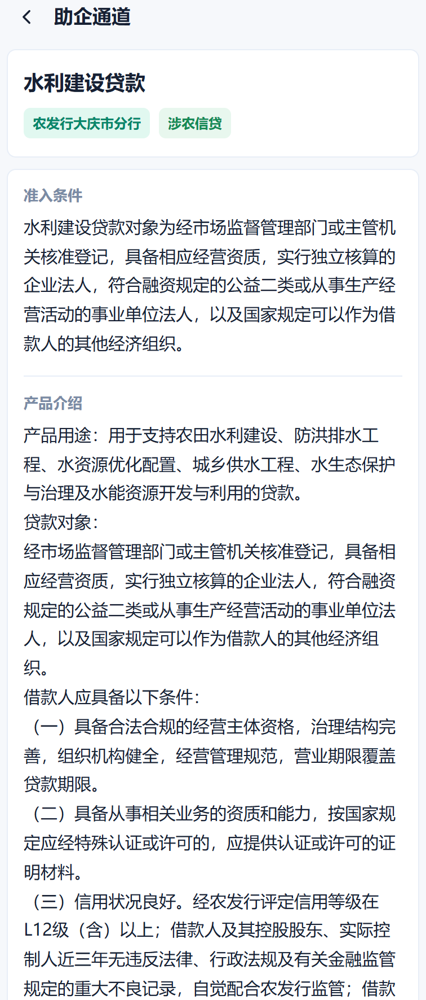 助企通道
水利建设贷款
农发行大庆市分行 涉农信贷
准入条件
水利建设贷款对象为经市场监督管理部门或主管机
关核准登记，具备相应经营资质，实行独立核算的
企业法人，符合融资规定的公益二类或从事生产经
营活动的事业单位法人，以及国家规定可以作为借
款人的其他经济组织。
产品介绍
产品用途：用于支持农田水利建设、防洪排水工
程、水资源优化配置、城乡供水工程、水生态保护
与治理及水能资源开发与利用的贷款。
贷款对象：
经市场监督管理部门或主管机关核准登记，具备相
应经营资质，实行独立核算的企业法人，符合融资
规定的公益二类或从事生产经营活动的事业单位法
人，以及国家规定可以作为借款人的其他经济组
织。
借款人应具备以下条件：
（一）具备合法合规的经营主体资格，治理结构完
善，组织机构健全，经营管理规范，营业期限覆盖
贷款期限。
（二）具备从事相关业务的资质和能力，按国家规
定应经特殊认证或许可的，应提供认证或许可的证
明材料。
（三）信用状况良好。经农发行评定信用等级在
L12级（含）以上；借款人及其控股股东、实际控
制人近三年无违反法律、行政法规及有关金融监管
规定的重大不良记录，自觉配合农发行监管；借款